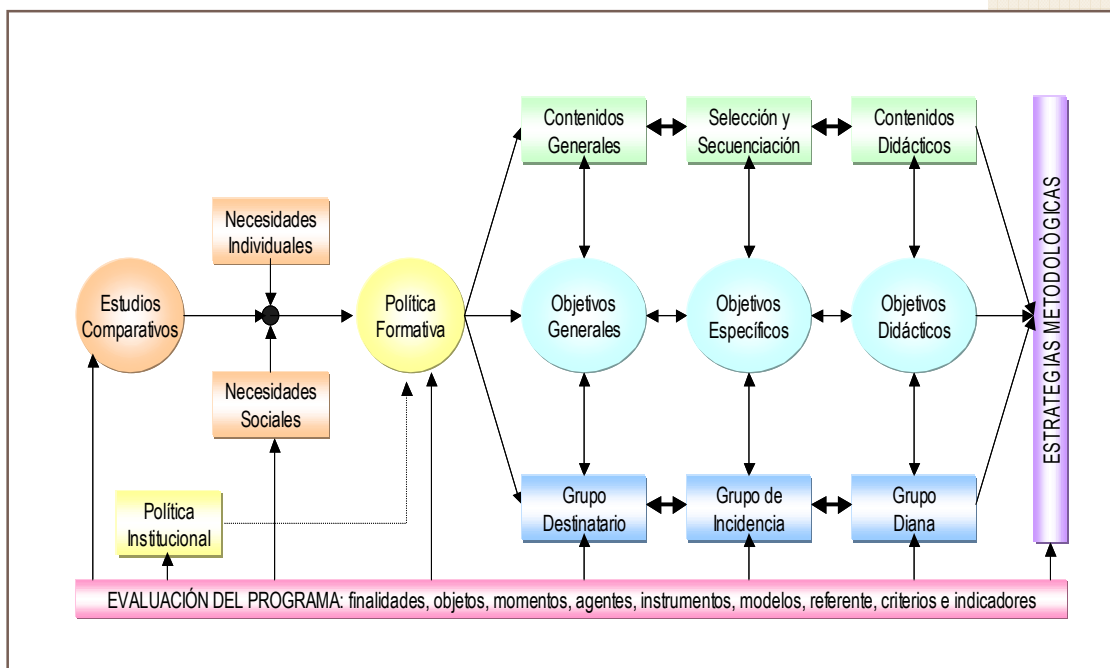 Contenidos
Generales
Selección y
Secuenciación
Contenidos
Didácticos
Necesidades
Individuales
Estudios
Comparativos
Política
Formativa
Objetivos
Generales
Objetivos
Específicos
Objetivos
Didácticos
Necesidades
Sociales
Política
Institucional
Grupo
Destinatario
Grupo de
Incidencia
Grupo
Diana
ESTRATEGIAS METODOLÒGICAS
EVALUACIÓN DEL PROGRAMA: finalidades, objetos, momentos, agentes, instrumentos, modelos, referente, criterios e indicadores